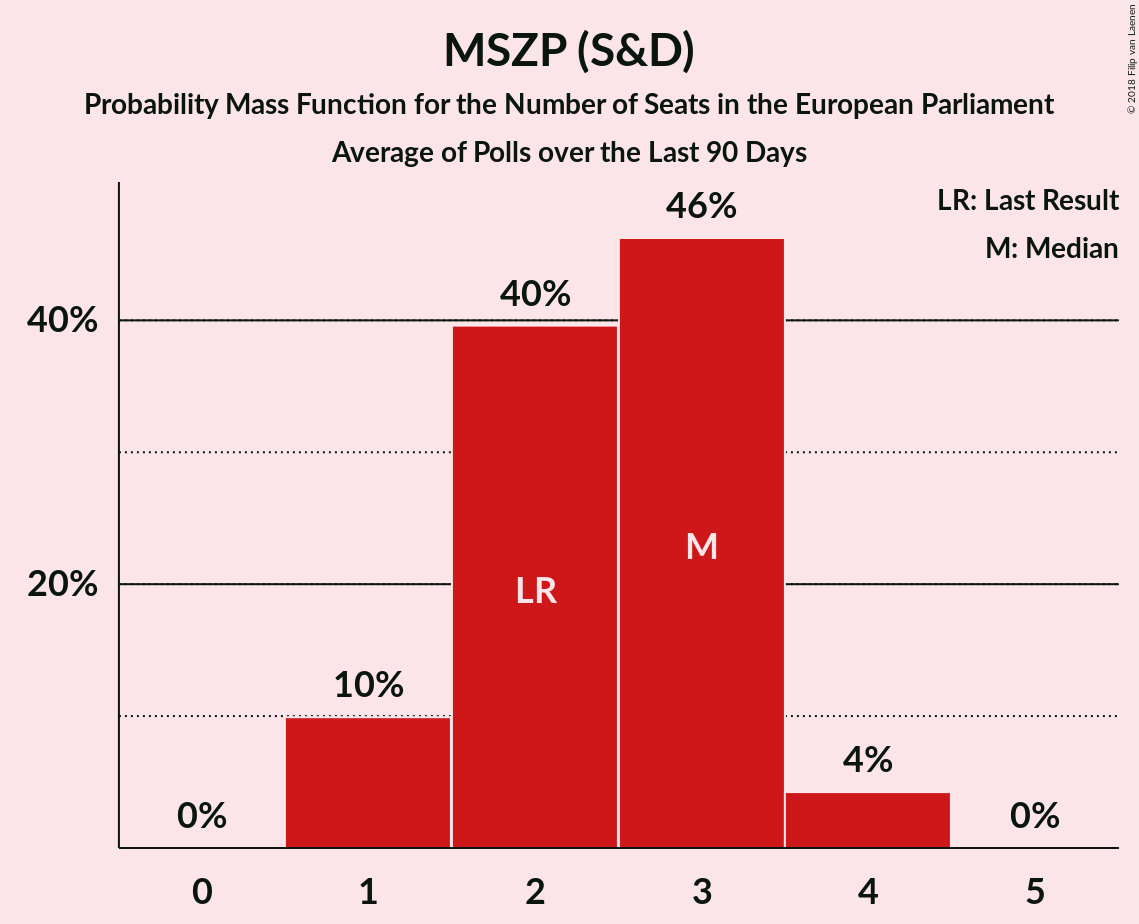 MSZP (S&D)
Probability Mass Function for the Number of Seats in the European Parliament
Average of Polls over the Last 90 Days
© 2018 Filip van Laenen
LR: Last Result
M: Median
46%
40%
40%
M
20%
LR
10%
4%
0%
0%
0 1 2 3 4 5